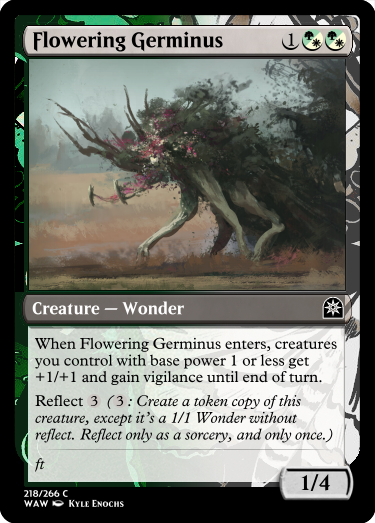 Flowering Germinus 1
Creature — Wonder
When Flowering Germinus enters, creatures
you control with base power 1 or less get
+1/+1 and gain vigilance until end of turn.
Reflect 3 (3: Create a token copy of this
creature, except it's a 1/1 Wonder without
reflect. Reflect only as a sorcery, and only once.)
ft
1/4
218/266 C
WAW Kyle Enochs